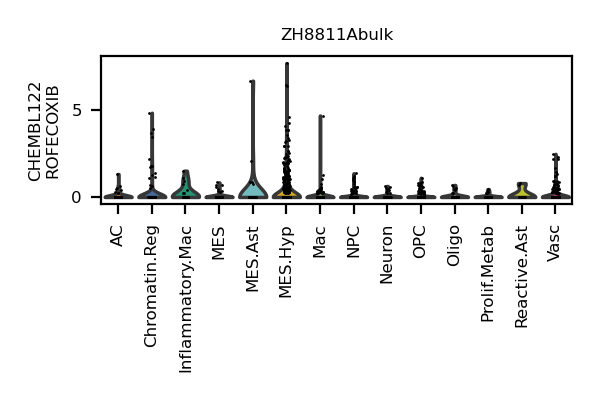 ZH8811Abulk
CHEMBL122
ROFECOXIB
5
0
AC
Chromatin.Reg
Inflammatory.Mac
MES
MES.Ast
MES.Hyp
Mac
NPC
Neuron
OPC
Oligo
Prolif.Metab
Reactive.Ast
Vasc